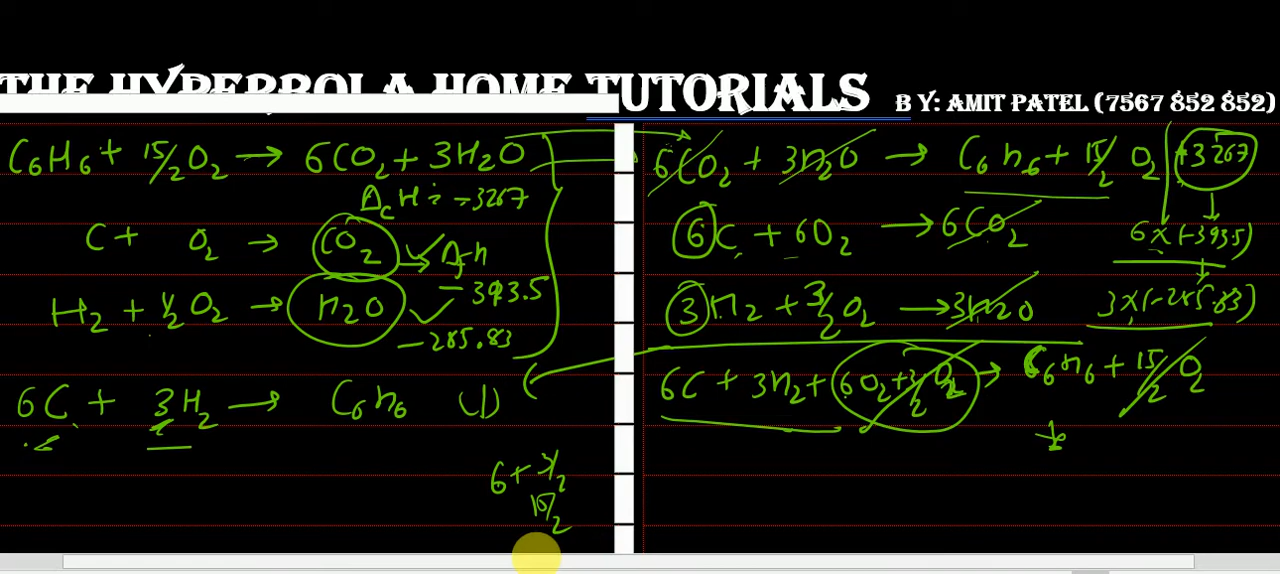 THE HYPERBOLA HOME TUTORIALS BY: AMIT PATEL (7567 852 852)
C6H6 + 15/2 O2 → 6CO2 + 3H2O
ΔcH = -3267
C + O2 → CO2 ΔfH
-393.5
H2 + 1/2 O2 → H2O
-285.83
6C + 3H2 → C6H6 (l)
6 + 3/2
15/2
6CO2 + 3H2O → C6H6 + 15/2 O2 +3267
6C + 6O2 → 6CO2 6 × (-393.5)
3H2 + 3/2 O2 → 3H2O 3 × (-285.83)
6C + 3H2 + 6O2 + 3/2 O2 → C6H6 + 15/2 O2